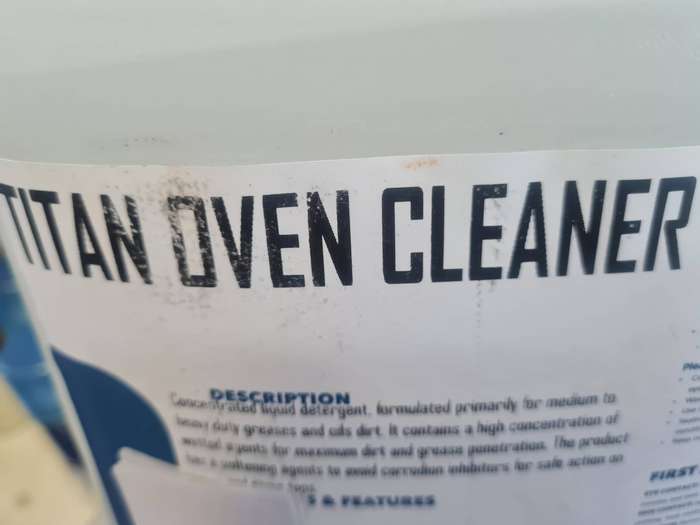 TITAN OVEN CLEANER
DESCRIPTION
Concentrated liquid detergent, formulated primarily for medium to
heavy duty greases and oils dirt. It contains a high concentration of
agents for maximum dirt and grease penetration. The product
has a softening agents to avoid corrosion inhibitors for safe action on
S & FEATURES
FIRST